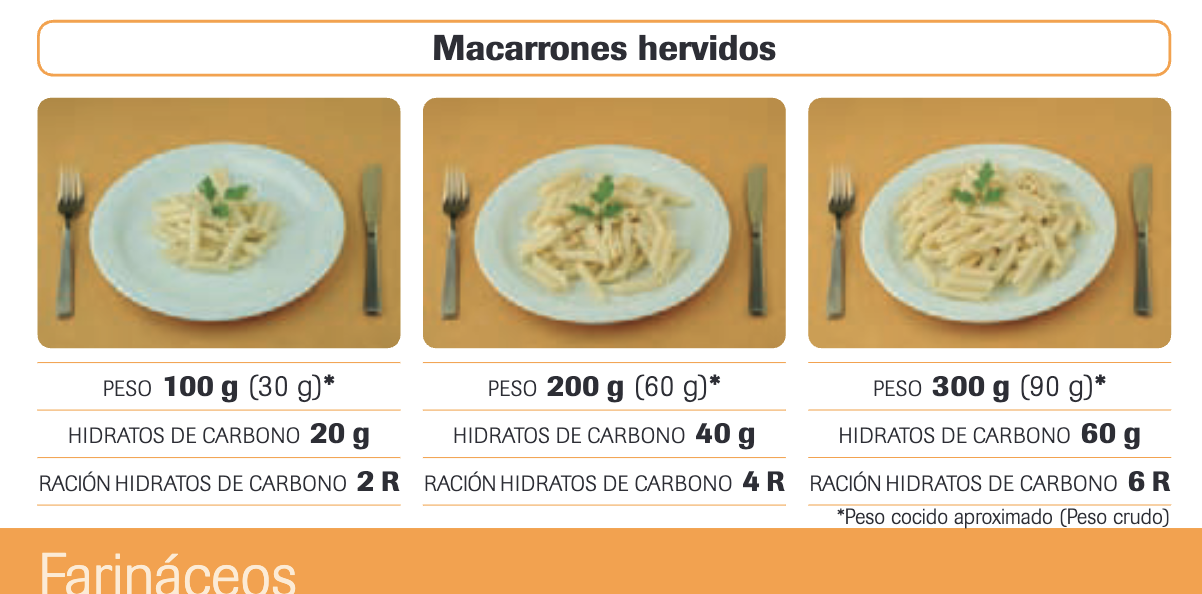 Macarrones hervidos
PESO 100 g (30 g)*
HIDRATOS DE CARBONO 20 g
RACIÓN HIDRATOS DE CARBONO 2 R
PESO 200 g (60 g)*
HIDRATOS DE CARBONO 40 g
RACIÓN HIDRATOS DE CARBONO 4 R
PESO 300 g (90 g)*
HIDRATOS DE CARBONO 60 g
RACIÓN HIDRATOS DE CARBONO 6 R
*Peso cocido aproximado (Peso crudo)
Farináceos